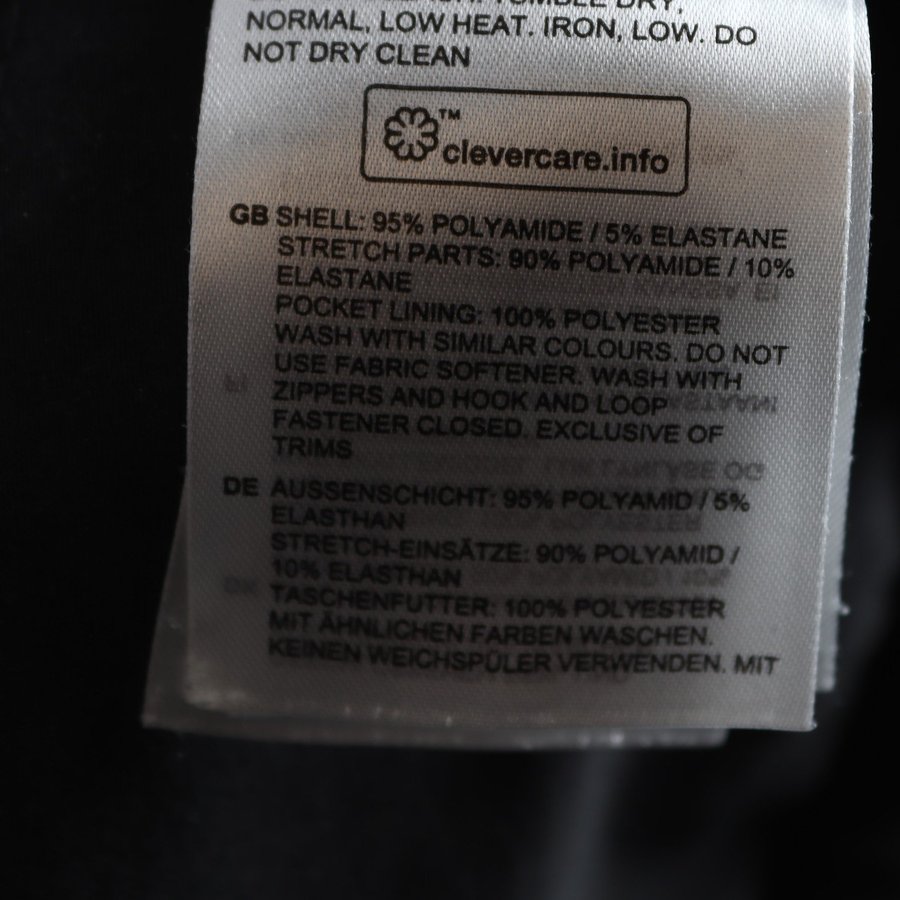 TUMBLE DRY,
NORMAL, LOW HEAT. IRON, LOW. DO
NOT DRY CLEAN
™
clevercare.info
GB SHELL: 95% POLYAMIDE / 5% ELASTANE
STRETCH PARTS: 90% POLYAMIDE / 10%
ELASTANE
POCKET LINING: 100% POLYESTER
WASH WITH SIMILAR COLOURS. DO NOT
USE FABRIC SOFTENER. WASH WITH
ZIPPERS AND HOOK AND LOOP
FASTENER CLOSED. EXCLUSIVE OF
TRIMS
DE AUSSENSCHICHT: 95% POLYAMID / 5%
ELASTHAN
STRETCH-EINSÄTZE: 90% POLYAMID /
10% ELASTHAN
TASCHENFUTTER: 100% POLYESTER
MIT ÄHNLICHEN FARBEN WASCHEN.
KEINEN WEICHSPÜLER VERWENDEN. MIT